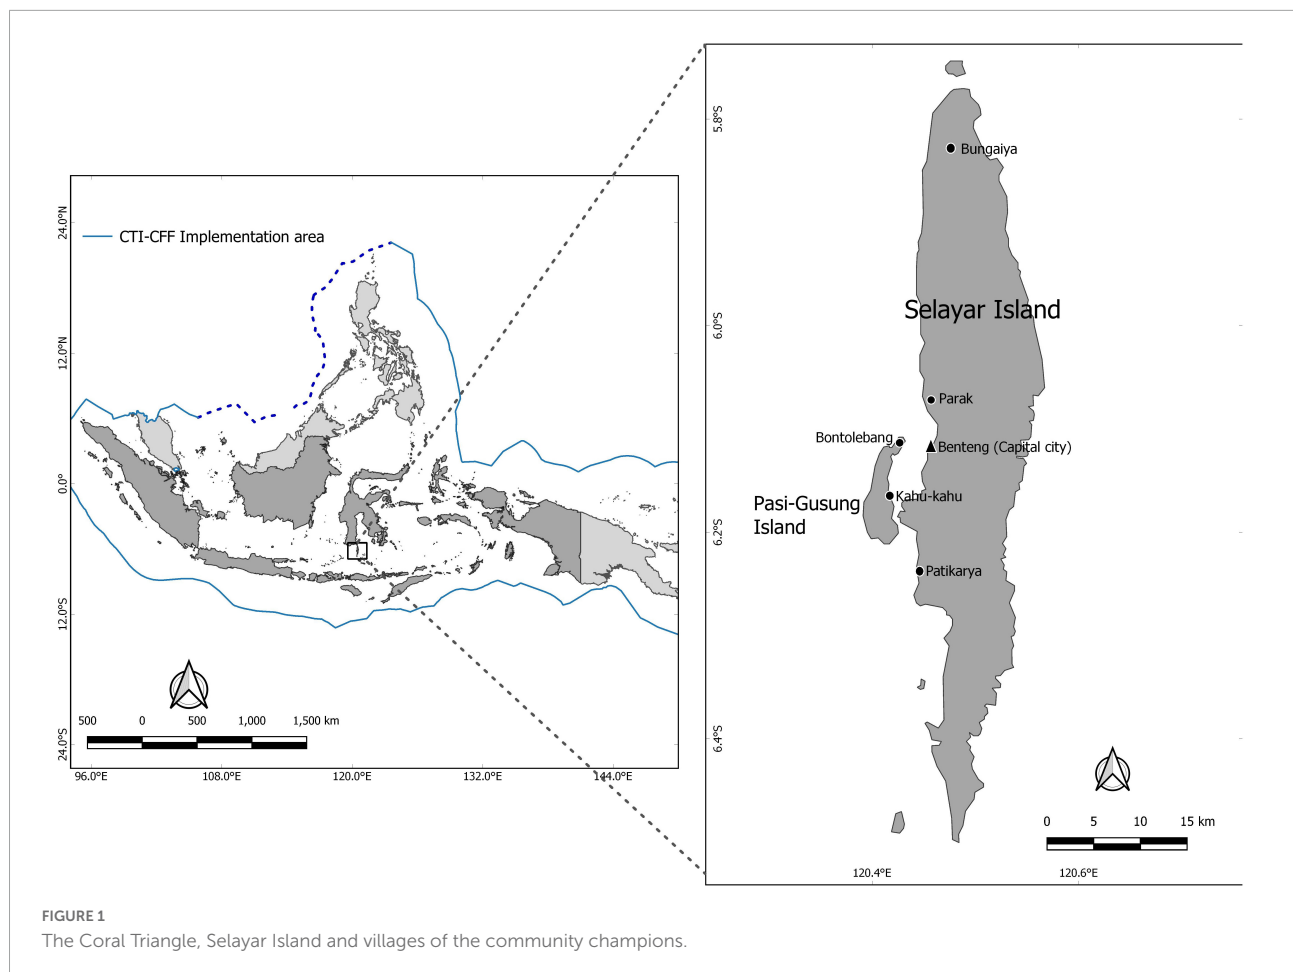 CTI-CFF Implementation area
24.0°N
12.0°N
0.0°
12.0°S
24.0°S
500 0 500 1,000 1,500 km
96.0°E 108.0°E 120.0°E 132.0°E 144.0°E
5.8°S
6.0°S
6.2°S
6.4°S
Bungaiya
Selayar Island
Parak
Bontolebang
Benteng (Capital city)
Kahu-kahu
Pasi-Gusung
Island
Patikarya
0 5 10 15 km
120.4°E 120.6°E
FIGURE 1
The Coral Triangle, Selayar Island and villages of the community champions.